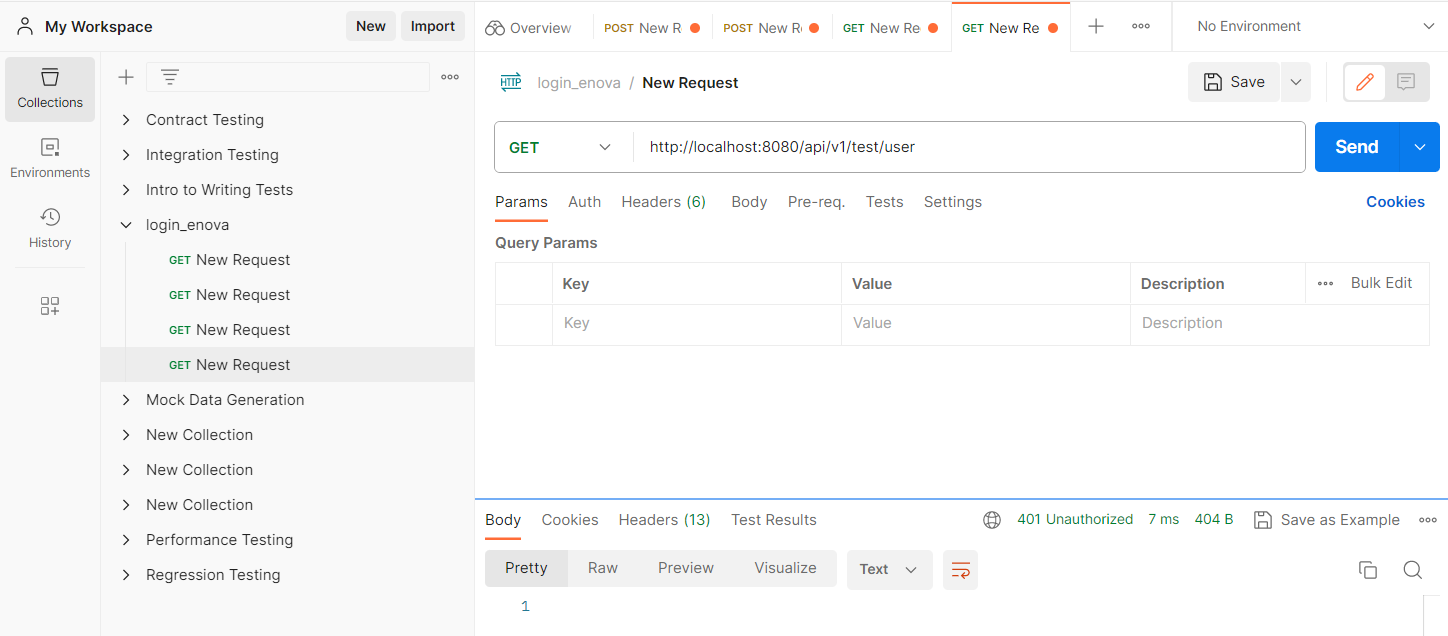 My Workspace
New
Import
Overview
POST New R
POST New R
GET New Re
GET New Re
No Environment
Collections
Environments
History
Contract Testing
Integration Testing
Intro to Writing Tests
login_enova
GET New Request
GET New Request
GET New Request
GET New Request
Mock Data Generation
New Collection
New Collection
New Collection
Performance Testing
Regression Testing
HTTP login_enova / New Request
Save
GET http://localhost:8080/api/v1/test/user
Send
Params Auth Headers (6) Body Pre-req. Tests Settings
Cookies
Query Params
Key Value Description Bulk Edit
Key Value Description
Body Cookies Headers (13) Test Results
401 Unauthorized 7 ms 404 B Save as Example
Pretty Raw Preview Visualize Text
1